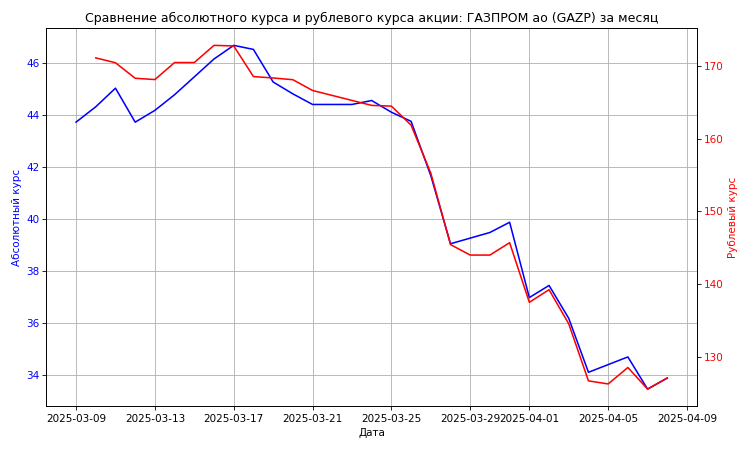 Сравнение абсолютного курса и рублевого курса акции: ГАЗПРОМ ао (GAZP) за месяц
Абсолютный курс
46
44
42
40
38
36
34
170
160
150
140
130
Рублевый курс
2025-03-09 2025-03-13 2025-03-17 2025-03-21 2025-03-25 2025-03-29 2025-04-01 2025-04-05 2025-04-09
Дата